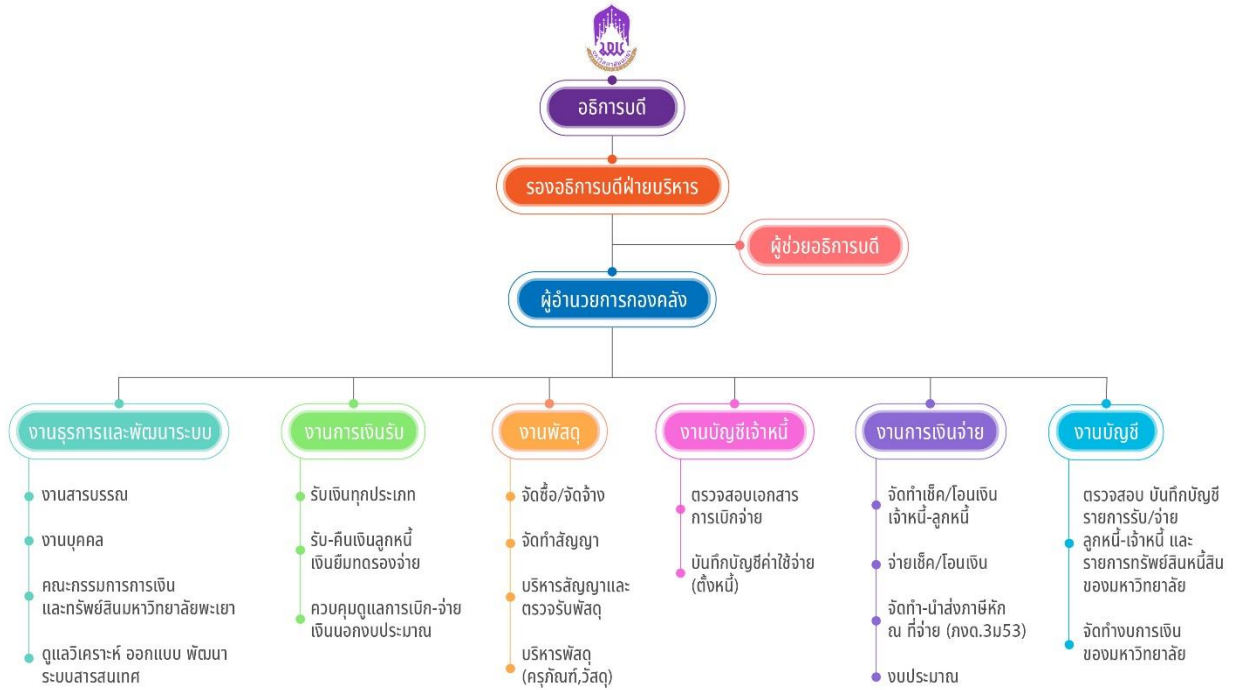 มหาวิทยาลัยพะเยา
อธิการบดี
รองอธิการบดีฝ่ายบริหาร
ผู้ช่วยอธิการบดี
ผู้อำนวยการกองคลัง
งานธุรการและพัฒนาระบบ
งานสารบรรณ
งานบุคคล
คณะกรรมการการเงิน
และทรัพย์สินมหาวิทยาลัยพะเยา
ดูแลวิเคราะห์ ออกแบบ พัฒนา
ระบบสารสนเทศ
งานการเงินรับ
รับเงินทุกประเภท
รับ-คืนเงินลูกหนี้
เงินยืมทดรองจ่าย
ควบคุมดูแลการเบิก-จ่าย
เงินนอกงบประมาณ
งานพัสดุ
จัดซื้อ/จัดจ้าง
จัดทำสัญญา
บริหารสัญญาและ
ตรวจรับพัสดุ
บริหารพัสดุ
(ครุภัณฑ์,วัสดุ)
งานบัญชีเจ้าหนี้
ตรวจสอบเอกสาร
การเบิกจ่าย
บันทึกบัญชีค่าใช้จ่าย
(ตั้งหนี้)
งานการเงินจ่าย
จัดทำเช็ค/โอนเงิน
เจ้าหนี้-ลูกหนี้
จ่ายเช็ค/โอนเงิน
จัดทำ-นำส่งภาษีหัก
ณ ที่จ่าย (ภงด.3ม53)
งบประมาณ
งานบัญชี
ตรวจสอบ บันทึกบัญชี
รายการรับ/จ่าย
ลูกหนี้-เจ้าหนี้ และ
รายการทรัพย์สินหนี้สิน
ของมหาวิทยาลัย
จัดทำงบการเงิน
ของมหาวิทยาลัย